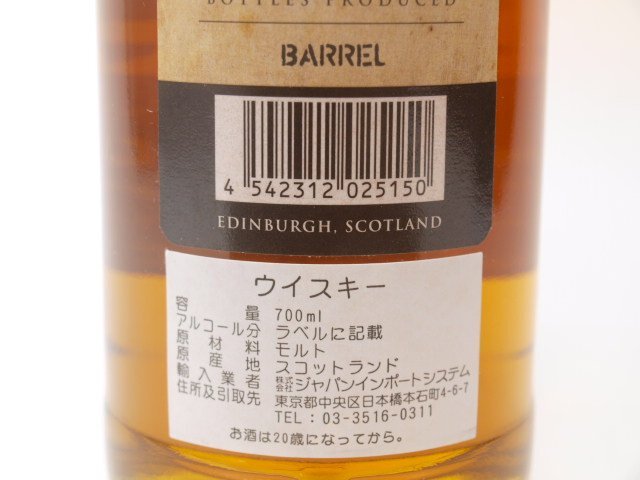 BOTTLES PRODUCED
BARREL
4 542312 025150
EDINBURGH, SCOTLAND
ウイスキー
容量 700ml
アルコール分 ラベルに記載
原材料 モルト
原産地 スコットランド
輸入業者 株式会社ジャパンインポートシステム
住所及引取先 東京都中央区日本橋本石町4-6-7
TEL：03-3516-0311
お酒は20歳になってから。